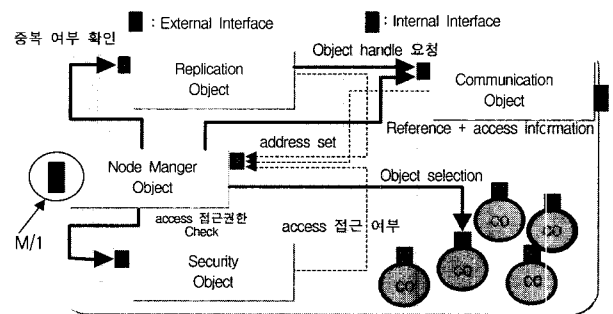 : External Interface
: Internal Interface
중복 여부 확인
Object handle 요청
Replication
Object
Communication
Object
Reference + access information
address set
Node Manger
Object
Object selection
M/1
access 접근권한
Check
access 접근 여부
Security
Object
CO
CO
CO
CO
CO